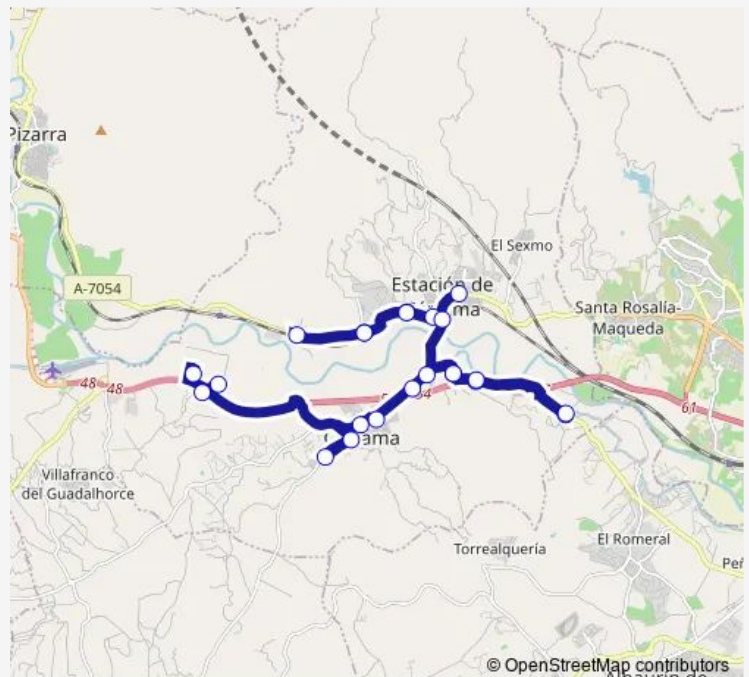 Pizarra
A-7054
El Sexmo
Estación de
Santa Rosalía-
Maqueda
48
48
61
Villafranco
del Guadalhorce
Torrealquería
El Romeral
© OpenStreetMap contributors